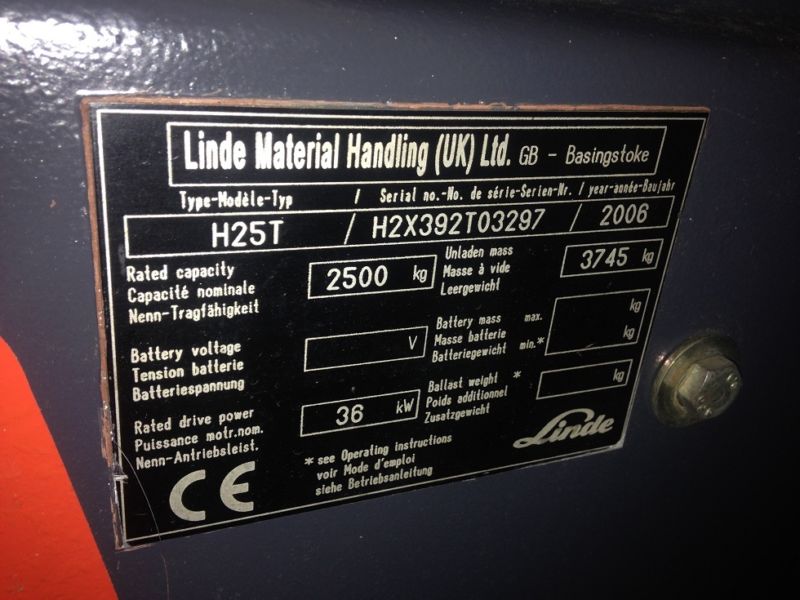 Linde Material Handling (UK) Ltd. GB - Basingstoke
Type-Modèle-Typ / Serial no.-No. de série-Serien-Nr. / year-année-Baujahr
H25T / H2X392T03297 / 2006
Rated capacity
Capacité nominale
Nenn-Tragfähigkeit
2500 kg
Unladen mass
Masse à vide
Leergewicht
3745 kg
Battery voltage
Tension batterie
Batteriespannung
V
Battery mass max. kg
Masse batterie
Batteriegewicht min.* kg
Rated drive power
Puissance motr.nom.
Nenn-Antriebsleist.
36 kW
Ballast weight *
Poids additionnel
Zusatzgewicht
kg
* see Operating instructions
voir Mode d'emploi
siehe Betriebsanleitung
CE
Linde